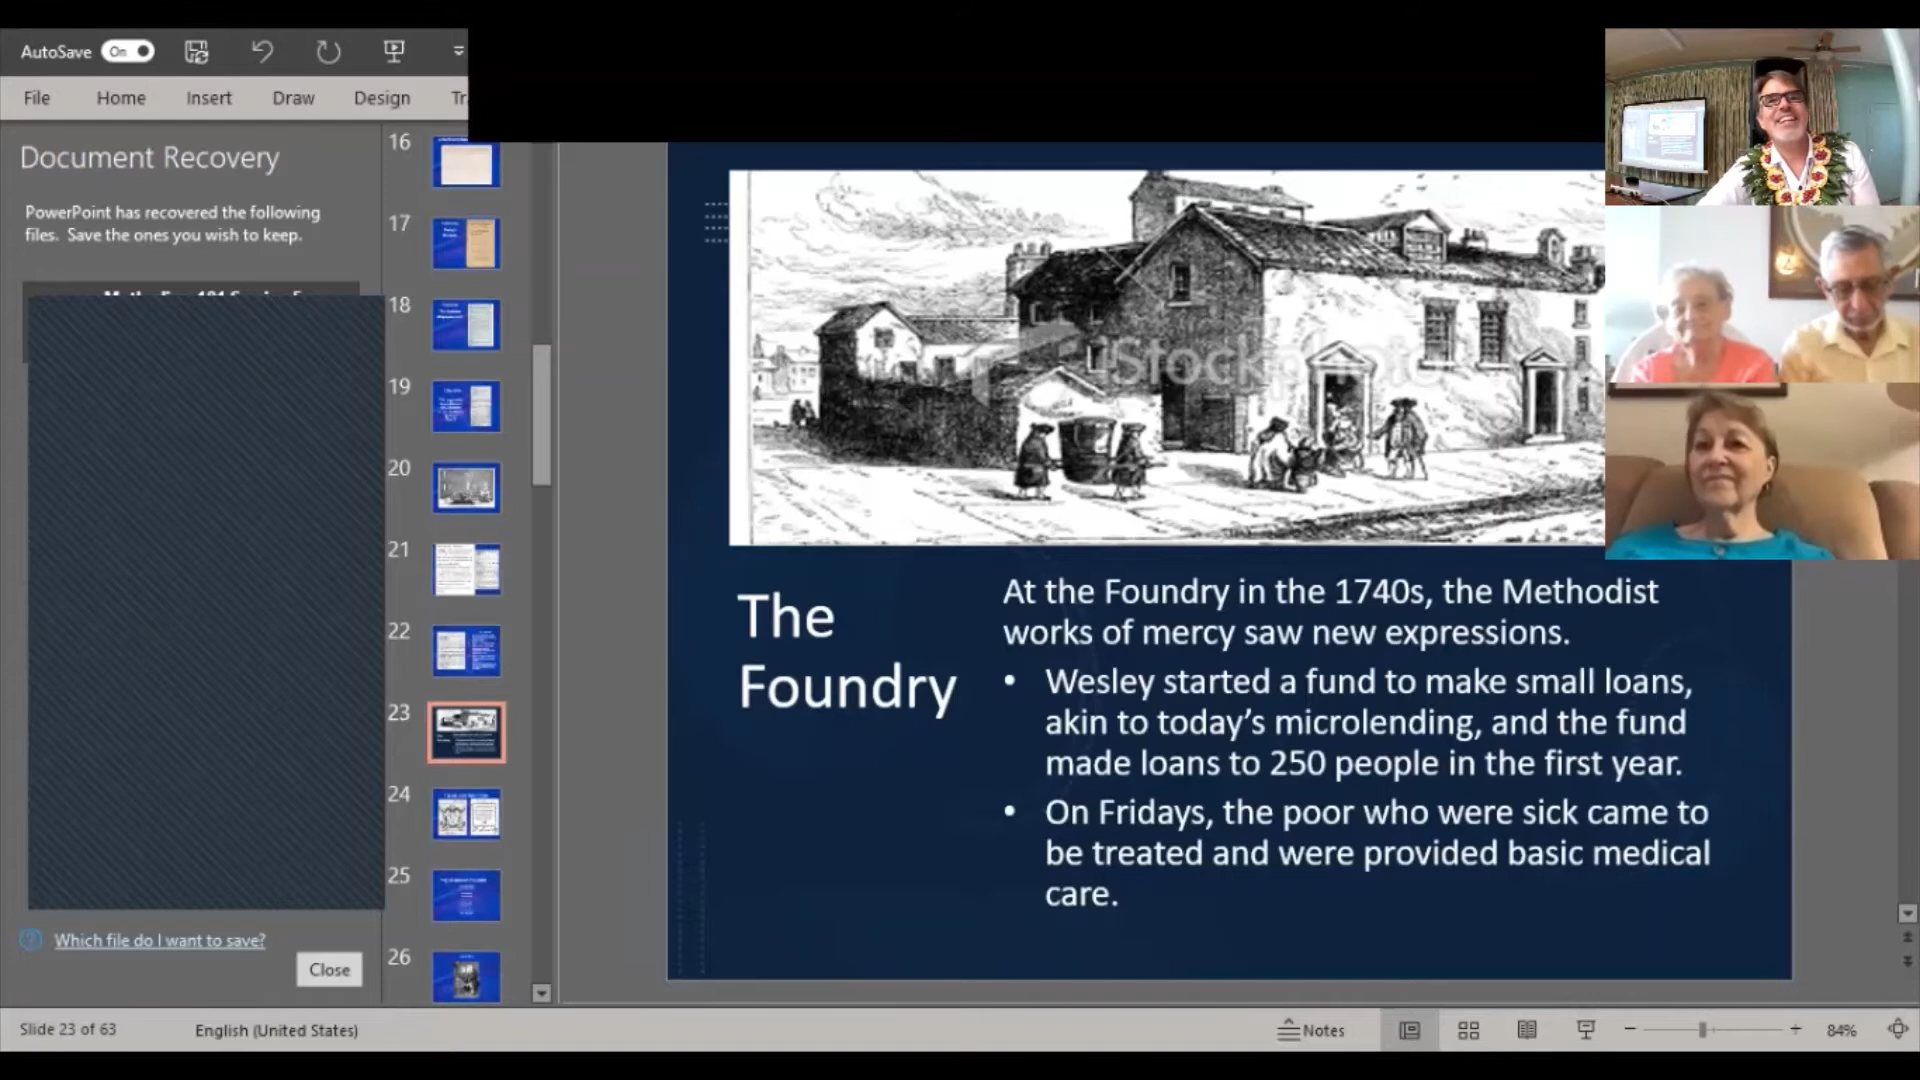 AutoSave On
File Home Insert Draw Design
Document Recovery
PowerPoint has recovered the following
files. Save the ones you wish to keep.
Which file do I want to save?
Close
16
17
18
19
20
21
22
23
24
25
26
iStockphoto
The
Foundry
At the Foundry in the 1740s, the Methodist
works of mercy saw new expressions.
• Wesley started a fund to make small loans,
akin to today's microlending, and the fund
made loans to 250 people in the first year.
• On Fridays, the poor who were sick came to
be treated and were provided basic medical
care.
Slide 23 of 63 English (United States) Notes 84%